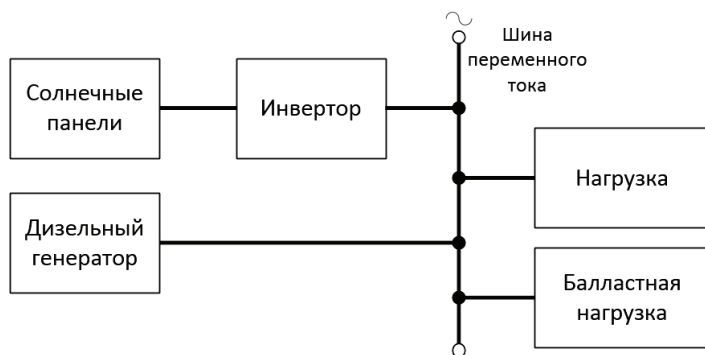 Шина
переменного
тока
Солнечные
панели
Инвертор
Нагрузка
Дизельный
генератор
Балластная
нагрузка